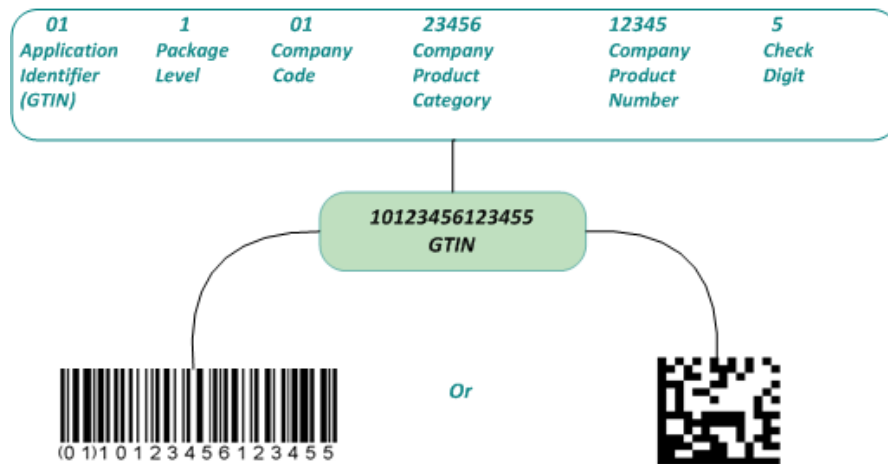 01 1 01 23456 12345 5
Application Package Company Company Company Check
Identifier Level Code Product Product Digit
(GTIN) Category Number
10123456123455
GTIN
Or
(01)10123456123455